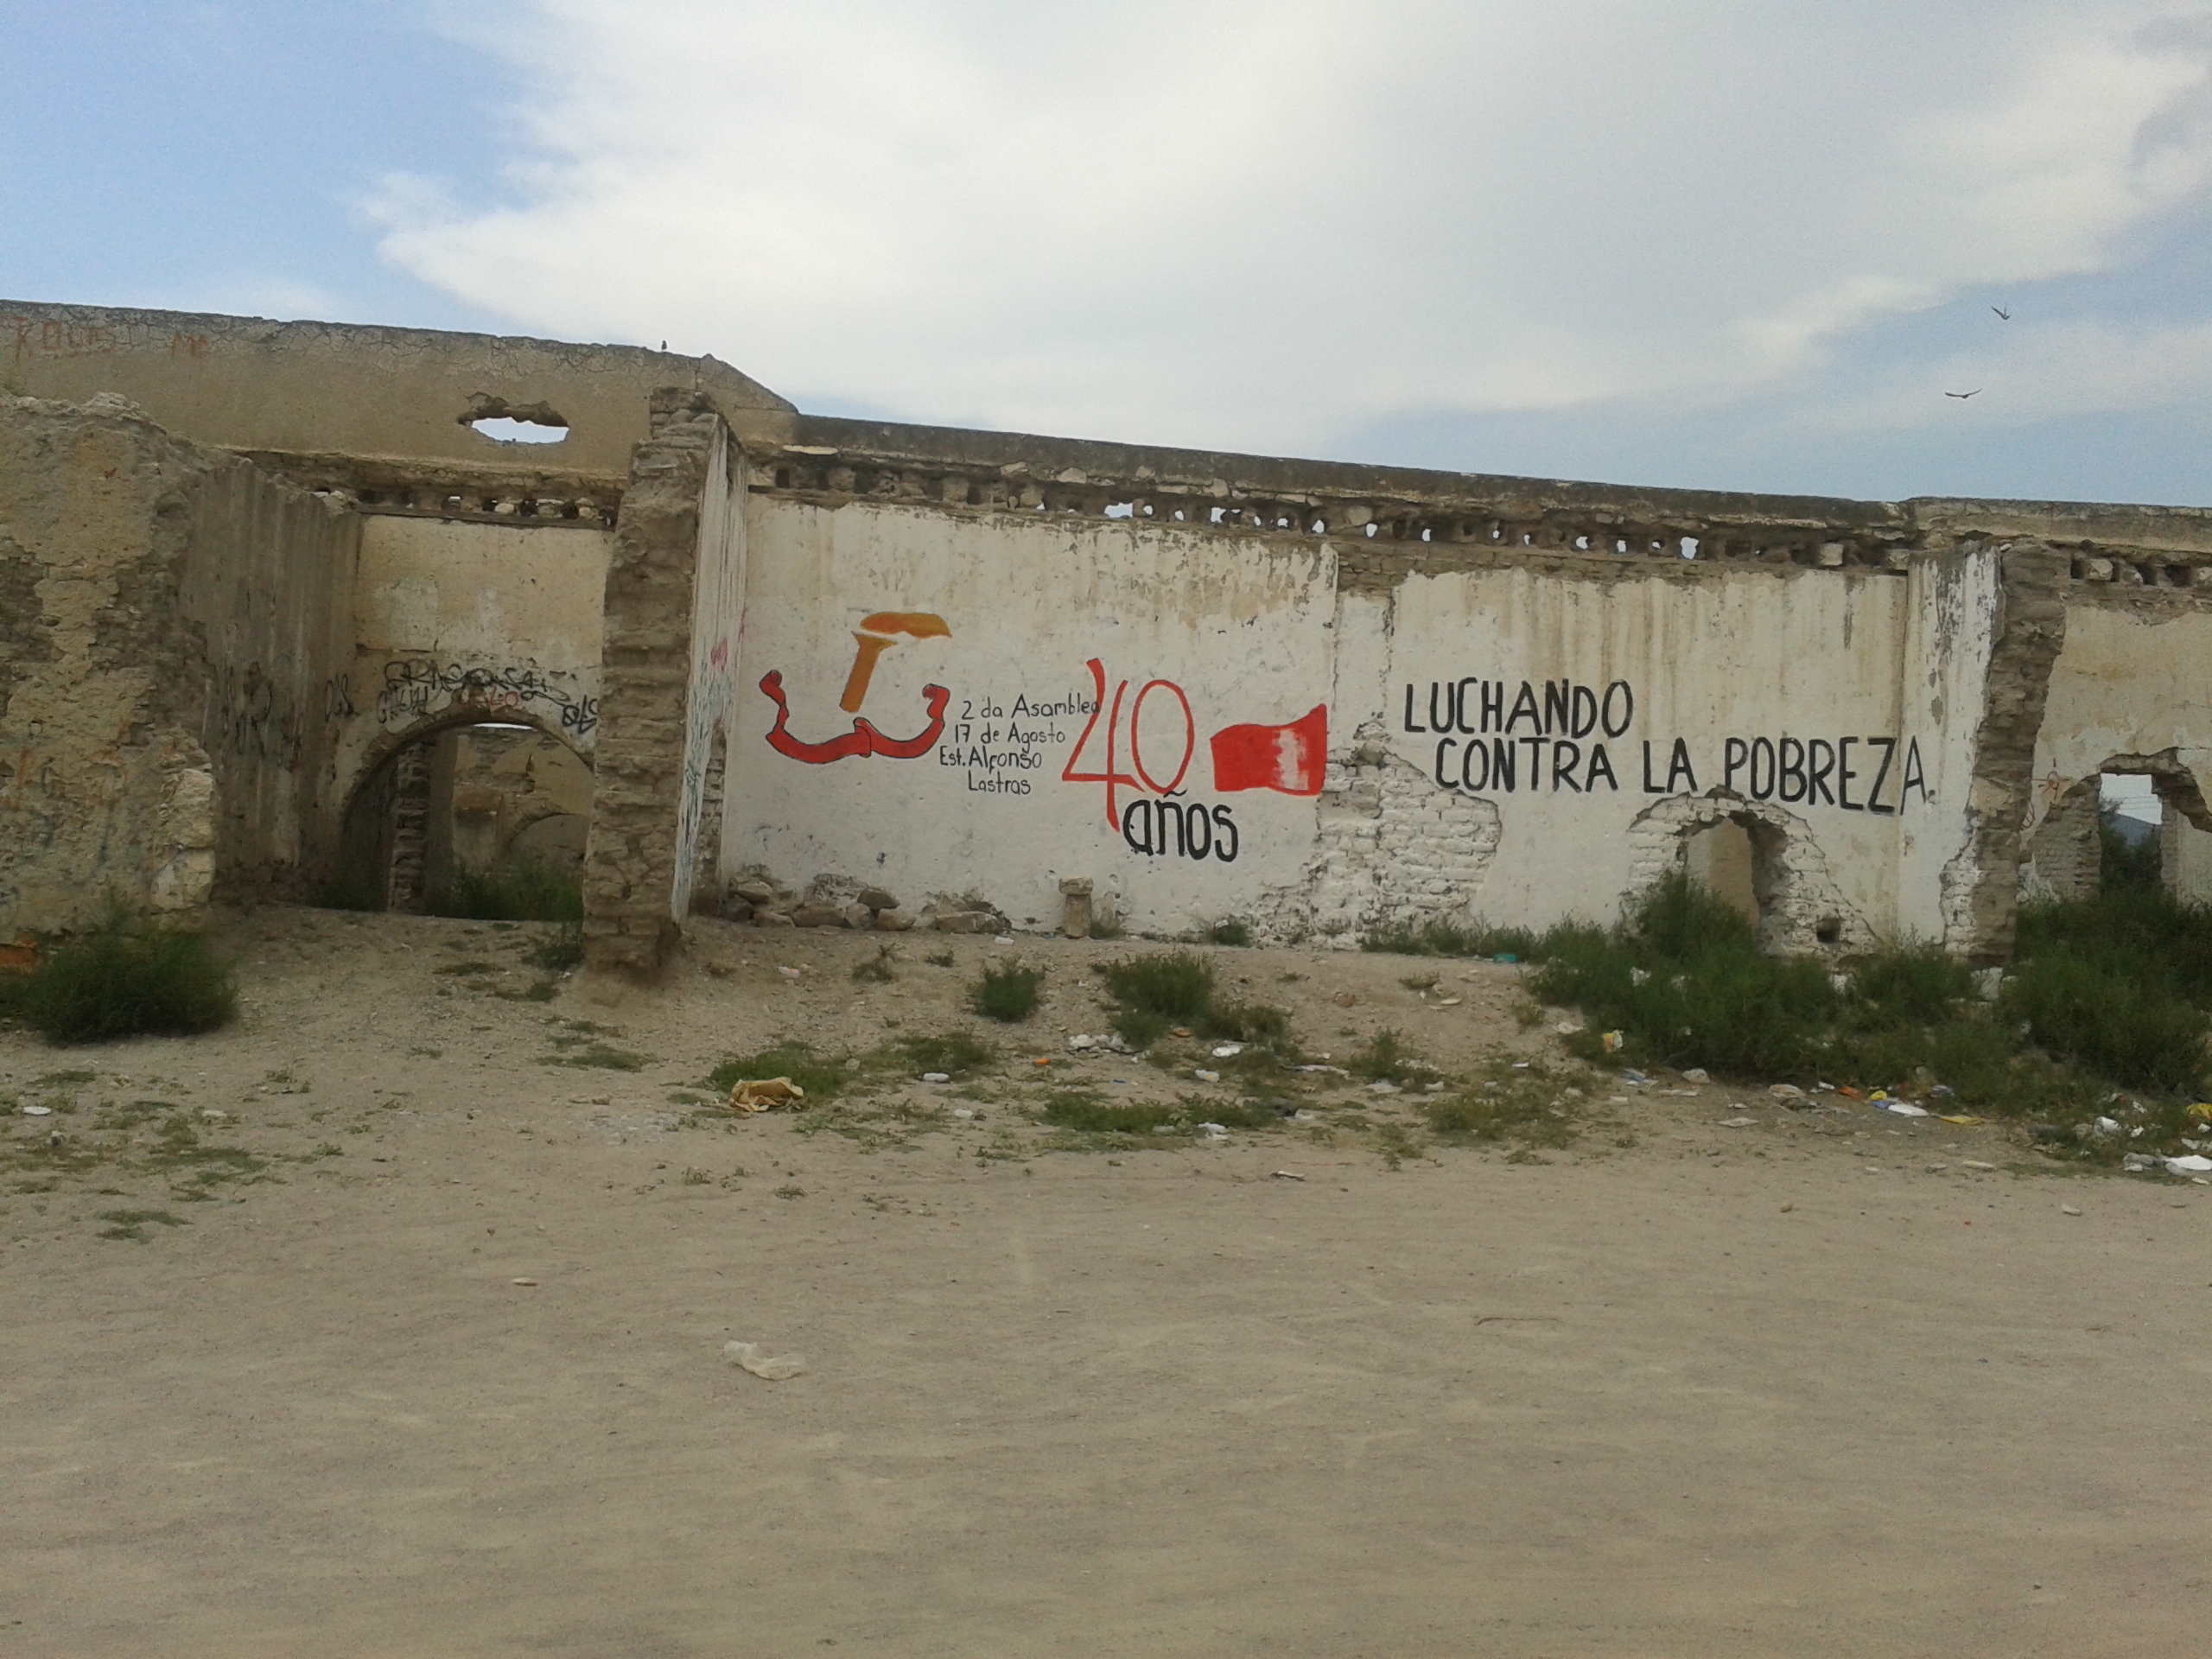 2 da Asamblea
17 de Agosto
Est. Alfonso
Lastras
40
años
LUCHANDO
CONTRA LA POBREZA.